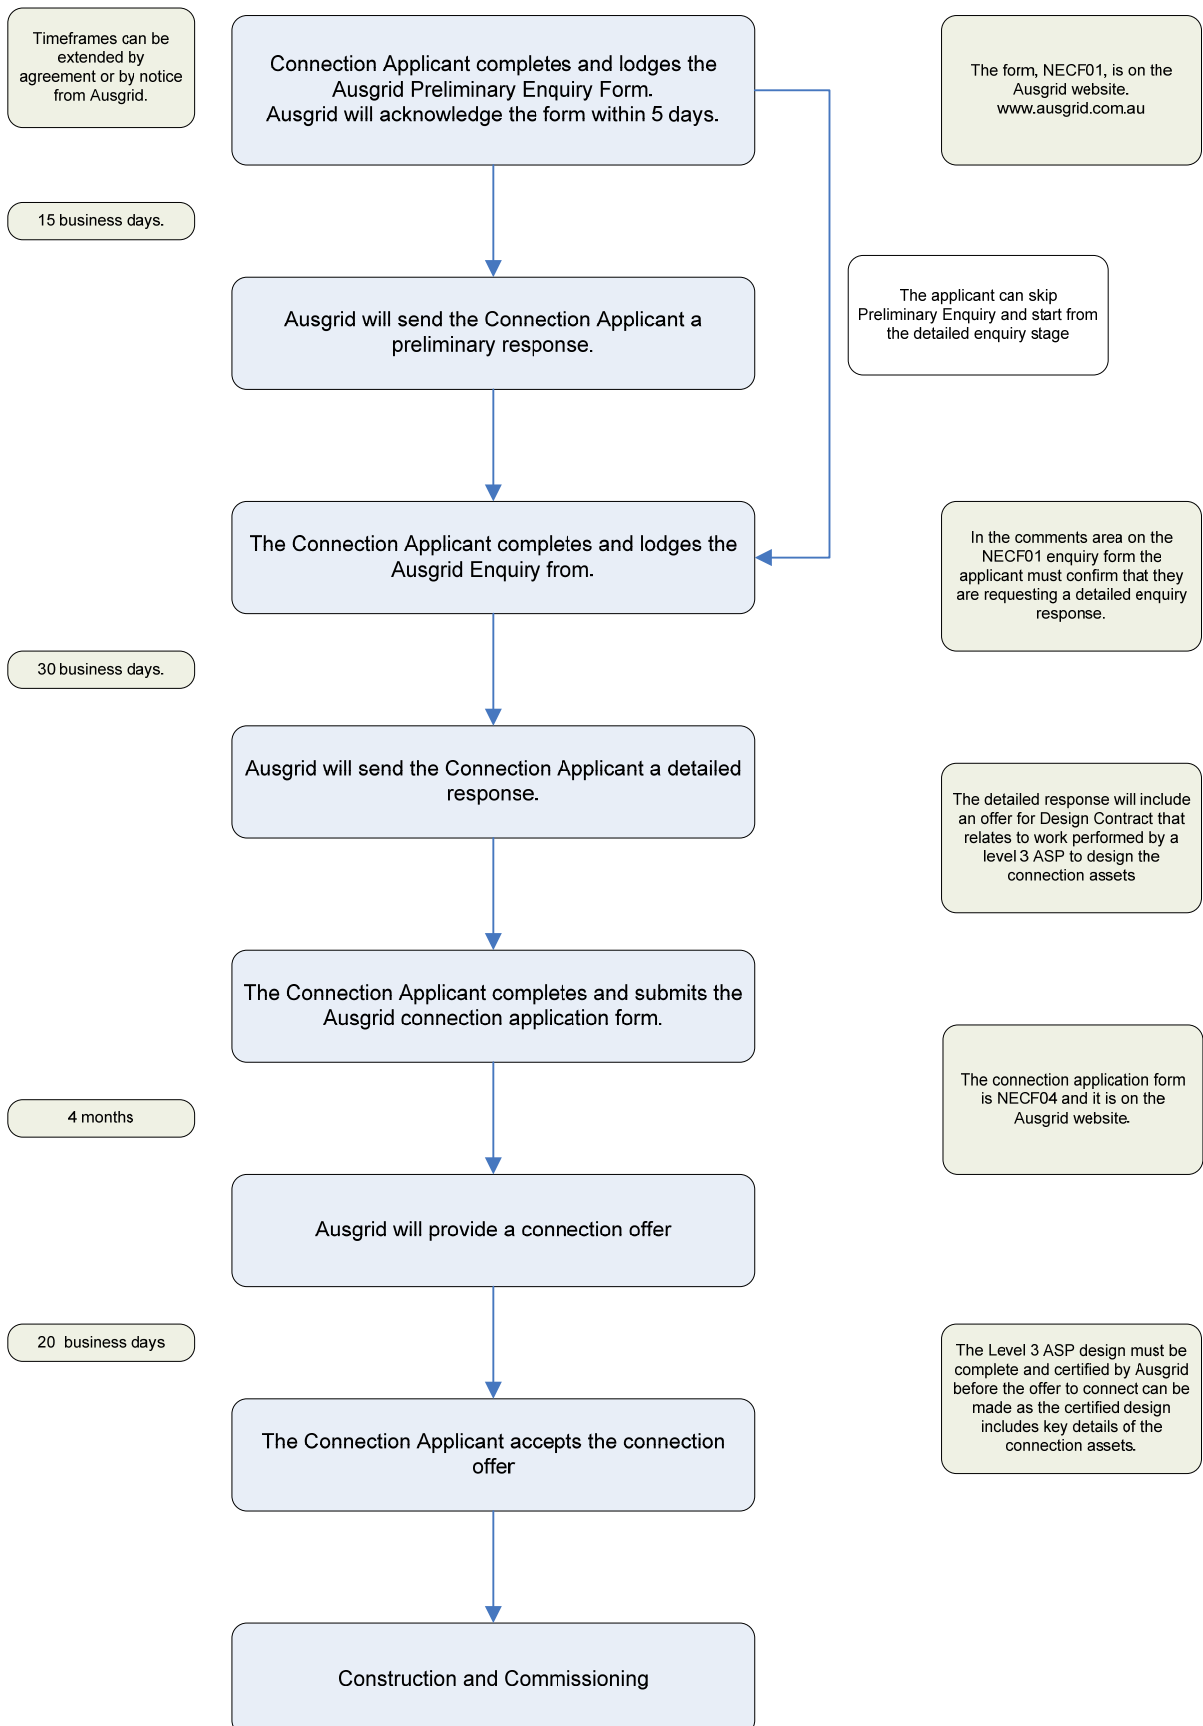 Timeframes can be
extended by
agreement or by notice
from Ausgrid.
Connection Applicant completes and lodges the
Ausgrid Preliminary Enquiry Form.
Ausgrid will acknowledge the form within 5 days.
The form, NECF01, is on the
Ausgrid website.
www.ausgrid.com.au
15 business days.
The applicant can skip
Preliminary Enquiry and start from
the detailed enquiry stage
Ausgrid will send the Connection Applicant a
preliminary response.
The Connection Applicant completes and lodges the
Ausgrid Enquiry from.
In the comments area on the
NECF01 enquiry form the
applicant must confirm that they
are requesting a detailed enquiry
response.
30 business days.
Ausgrid will send the Connection Applicant a detailed
response.
The detailed response will include
an offer for Design Contract that
relates to work performed by a
level 3 ASP to design the
connection assets
The Connection Applicant completes and submits the
Ausgrid connection application form.
The connection application form
is NECF04 and it is on the
Ausgrid website.
4 months
Ausgrid will provide a connection offer
20 business days
The Level 3 ASP design must be
complete and certified by Ausgrid
before the offer to connect can be
made as the certified design
includes key details of the
connection assets.
The Connection Applicant accepts the connection
offer
Construction and Commissioning